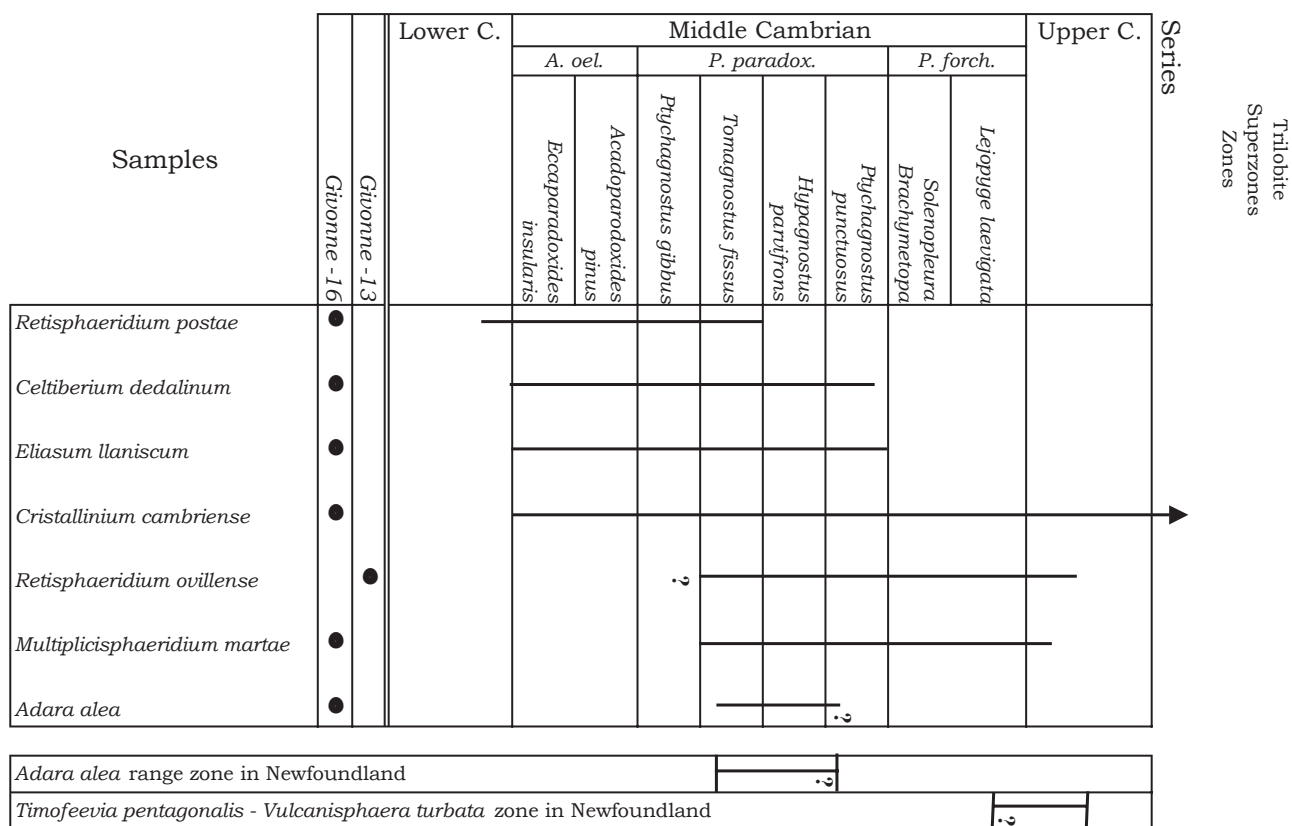 Lower C.
Middle Cambrian
Upper C.
Series
A. oel.
P. paradox.
P. forch.
Trilobite
Superzones
Zones
Samples
Givonne -16
Givonne -13
Eccaparadoxides
insularis
Acadoparodoxides
pinus
Ptychagnostus gibbus
Tomagnostus fissus
Hypagnostus
parvifrons
Ptychagnostus
punctuosus
Solenopleura
Brachymetopa
Lejopyge laevigata
Retisphaeridium postae
Celtiberium dedalinum
Eliasum llaniscum
Cristallinium cambriense
Retisphaeridium ovillense
?
Multiplicisphaeridium martae
Adara alea
?
Adara alea range zone in Newfoundland
?
Timofeevia pentagonalis - Vulcanisphaera turbata zone in Newfoundland
?